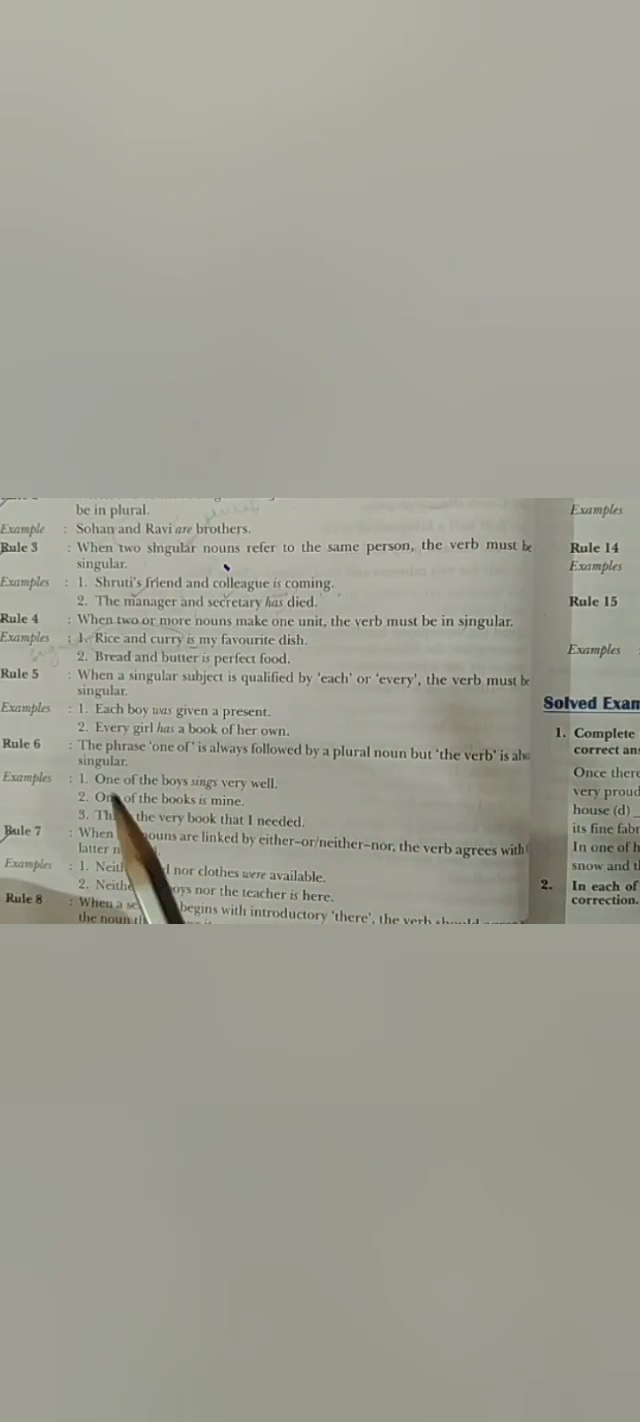 be in plural.
Example : Sohan and Ravi are brothers.
Rule 3 : When two singular nouns refer to the same person, the verb must be
singular.
Examples : 1. Shruti's friend and colleague is coming.
2. The manager and secretary has died.
Rule 4 : When two or more nouns make one unit, the verb must be in singular.
Examples : 1. Rice and curry is my favourite dish.
2. Bread and butter is perfect food.
Rule 5 : When a singular subject is qualified by 'each' or 'every', the verb must be
singular.
Examples : 1. Each boy was given a present.
2. Every girl has a book of her own.
Rule 6 : The phrase 'one of' is always followed by a plural noun but 'the verb' is
singular.
Examples : 1. One of the boys sings very well.
2. of the books is mine.
3. the very book that I needed.
Rule 7 : When nouns are linked by either–or/neither–nor, the verb agrees with
latter
Examples : 1. nor clothes were available.
2. nor the teacher is here.
Rule 8 : When a begins with introductory 'there', the verb
the noun
Examples
Rule 14
Examples
Rule 15
Examples :
Solved
1. Complete
correct
Once
very proud
house (d)
its fine
In one of
snow and
2. In each of
correction.